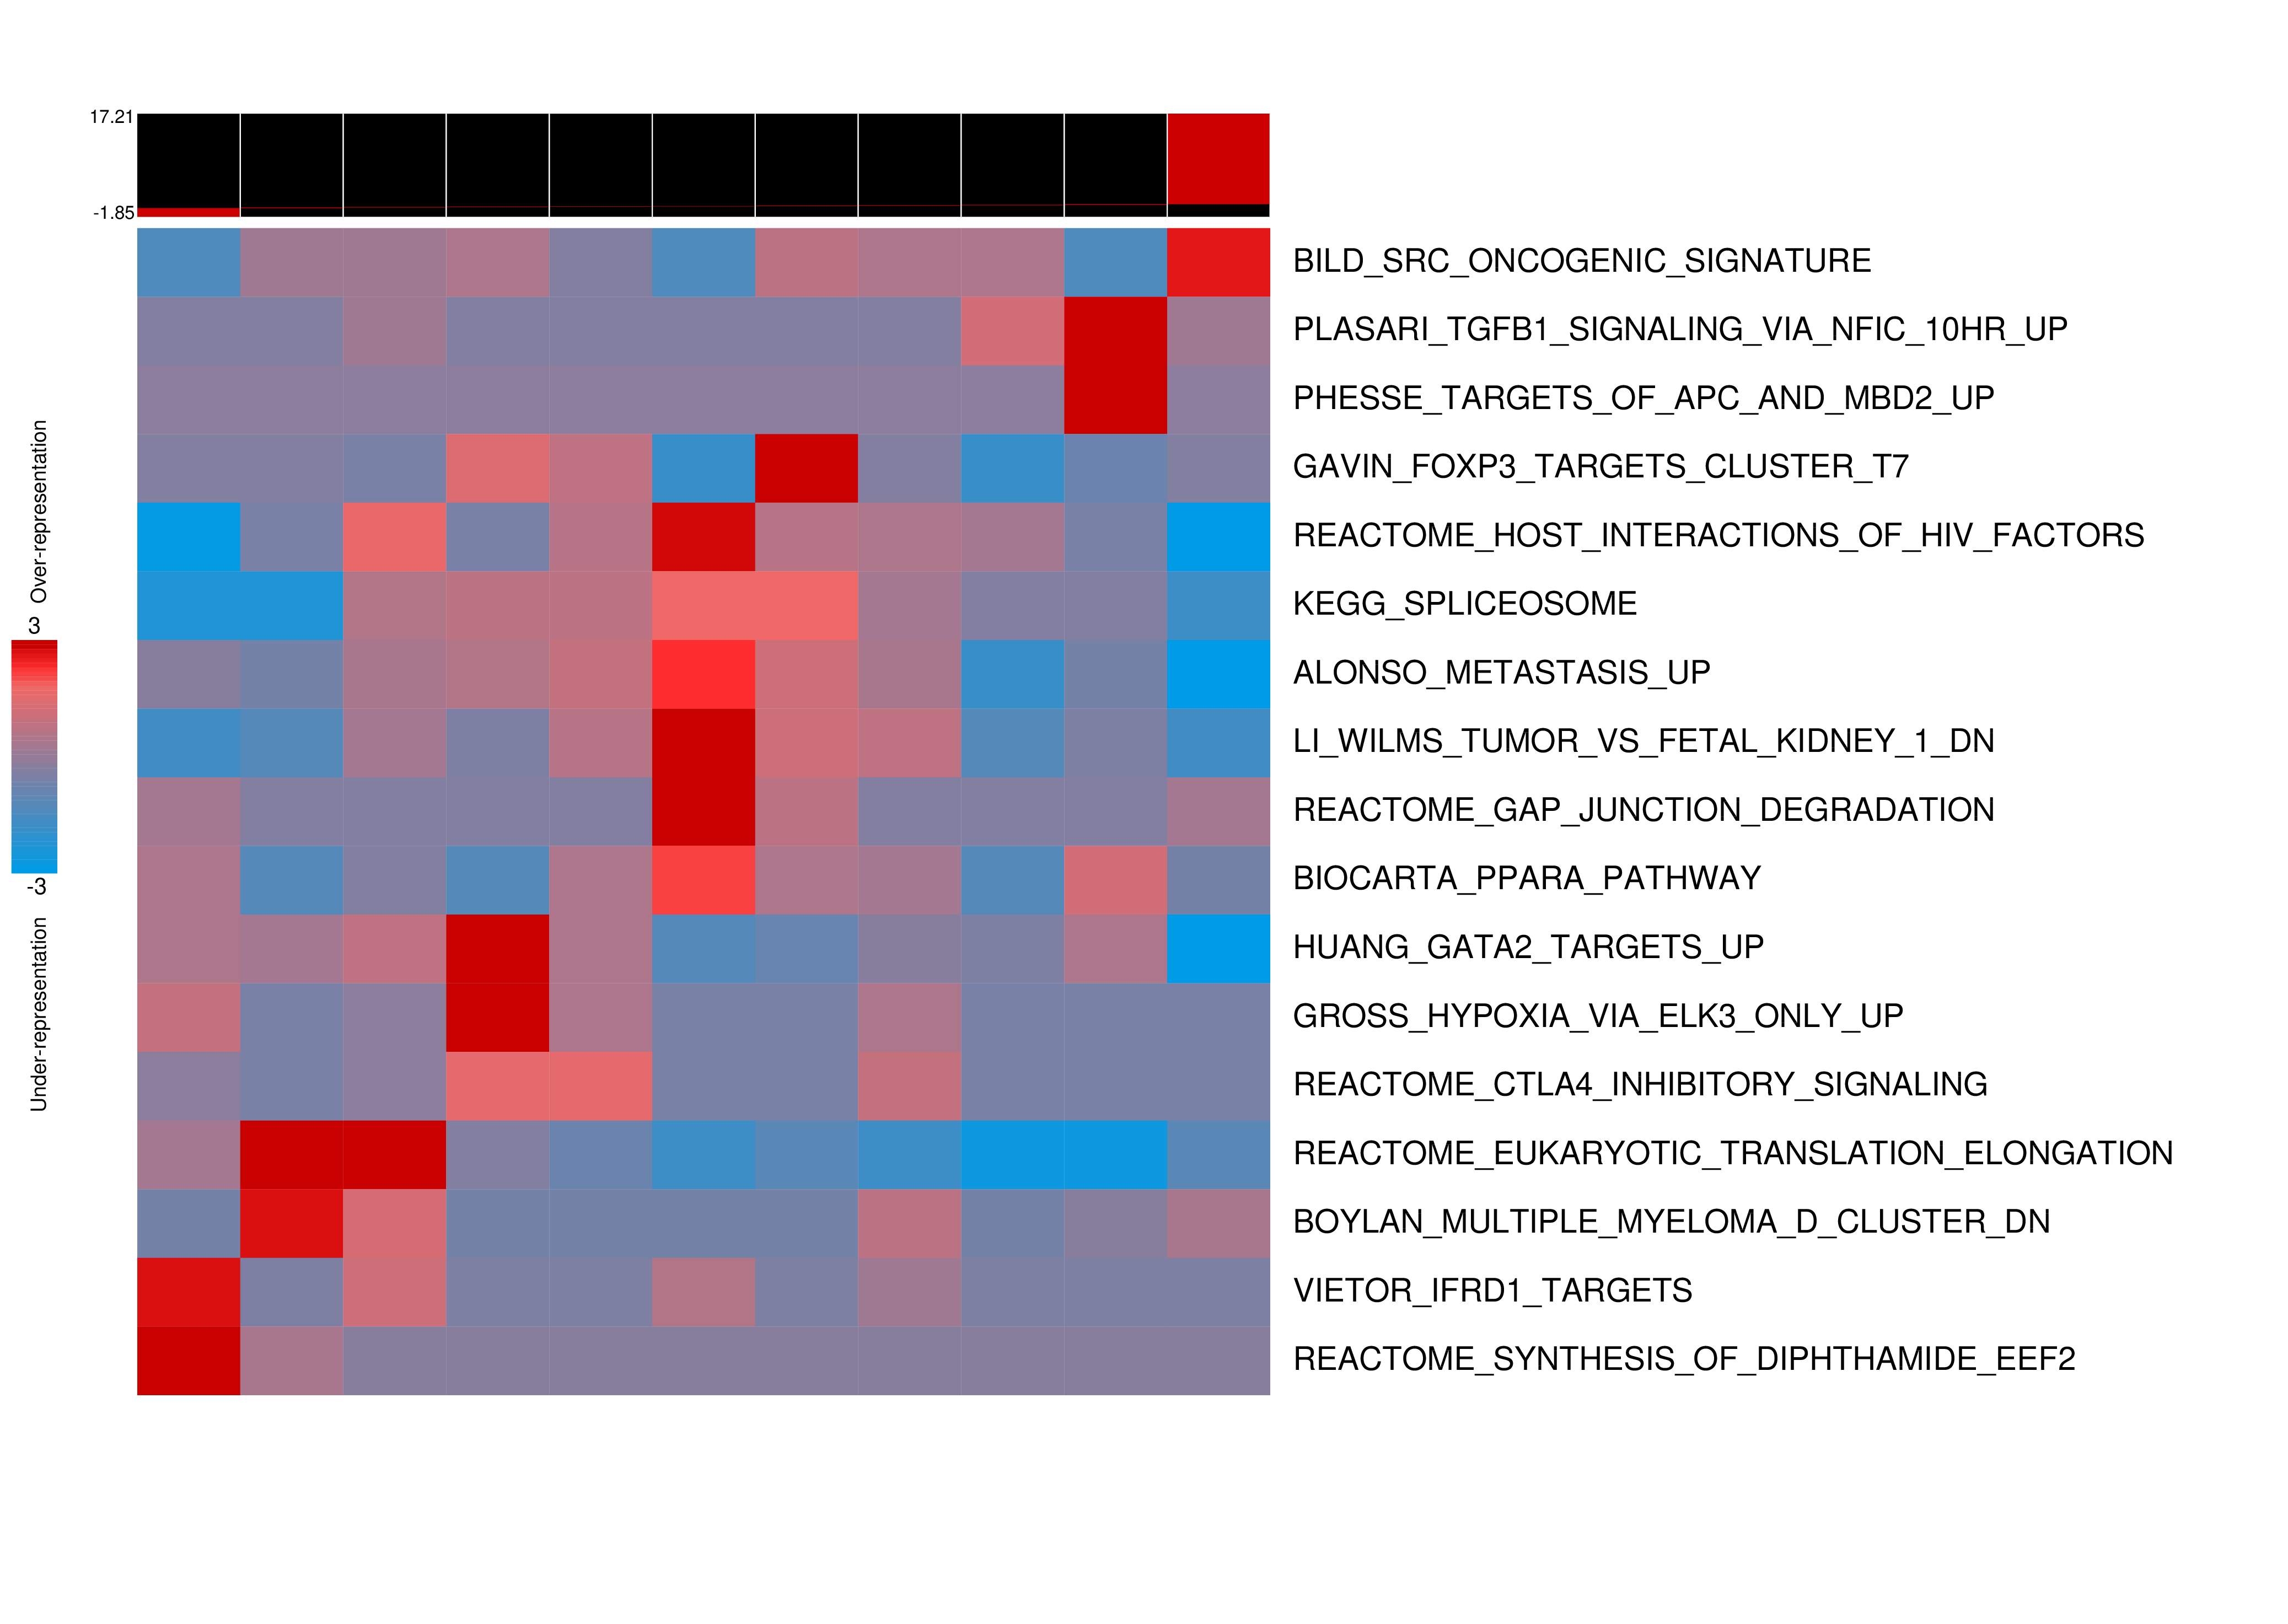 17.21
-1.85
BILD_SRC_ONCOGENIC_SIGNATURE
PLASARI_TGFB1_SIGNALING_VIA_NFIC_10HR_UP
PHESSE_TARGETS_OF_APC_AND_MBD2_UP
GAVIN_FOXP3_TARGETS_CLUSTER_T7
REACTOME_HOST_INTERACTIONS_OF_HIV_FACTORS
KEGG_SPLICEOSOME
ALONSO_METASTASIS_UP
LI_WILMS_TUMOR_VS_FETAL_KIDNEY_1_DN
REACTOME_GAP_JUNCTION_DEGRADATION
BIOCARTA_PPARA_PATHWAY
HUANG_GATA2_TARGETS_UP
GROSS_HYPOXIA_VIA_ELK3_ONLY_UP
REACTOME_CTLA4_INHIBITORY_SIGNALING
REACTOME_EUKARYOTIC_TRANSLATION_ELONGATION
BOYLAN_MULTIPLE_MYELOMA_D_CLUSTER_DN
VIETOR_IFRD1_TARGETS
REACTOME_SYNTHESIS_OF_DIPHTHAMIDE_EEF2
Over-representation
3
-3
Under-representation